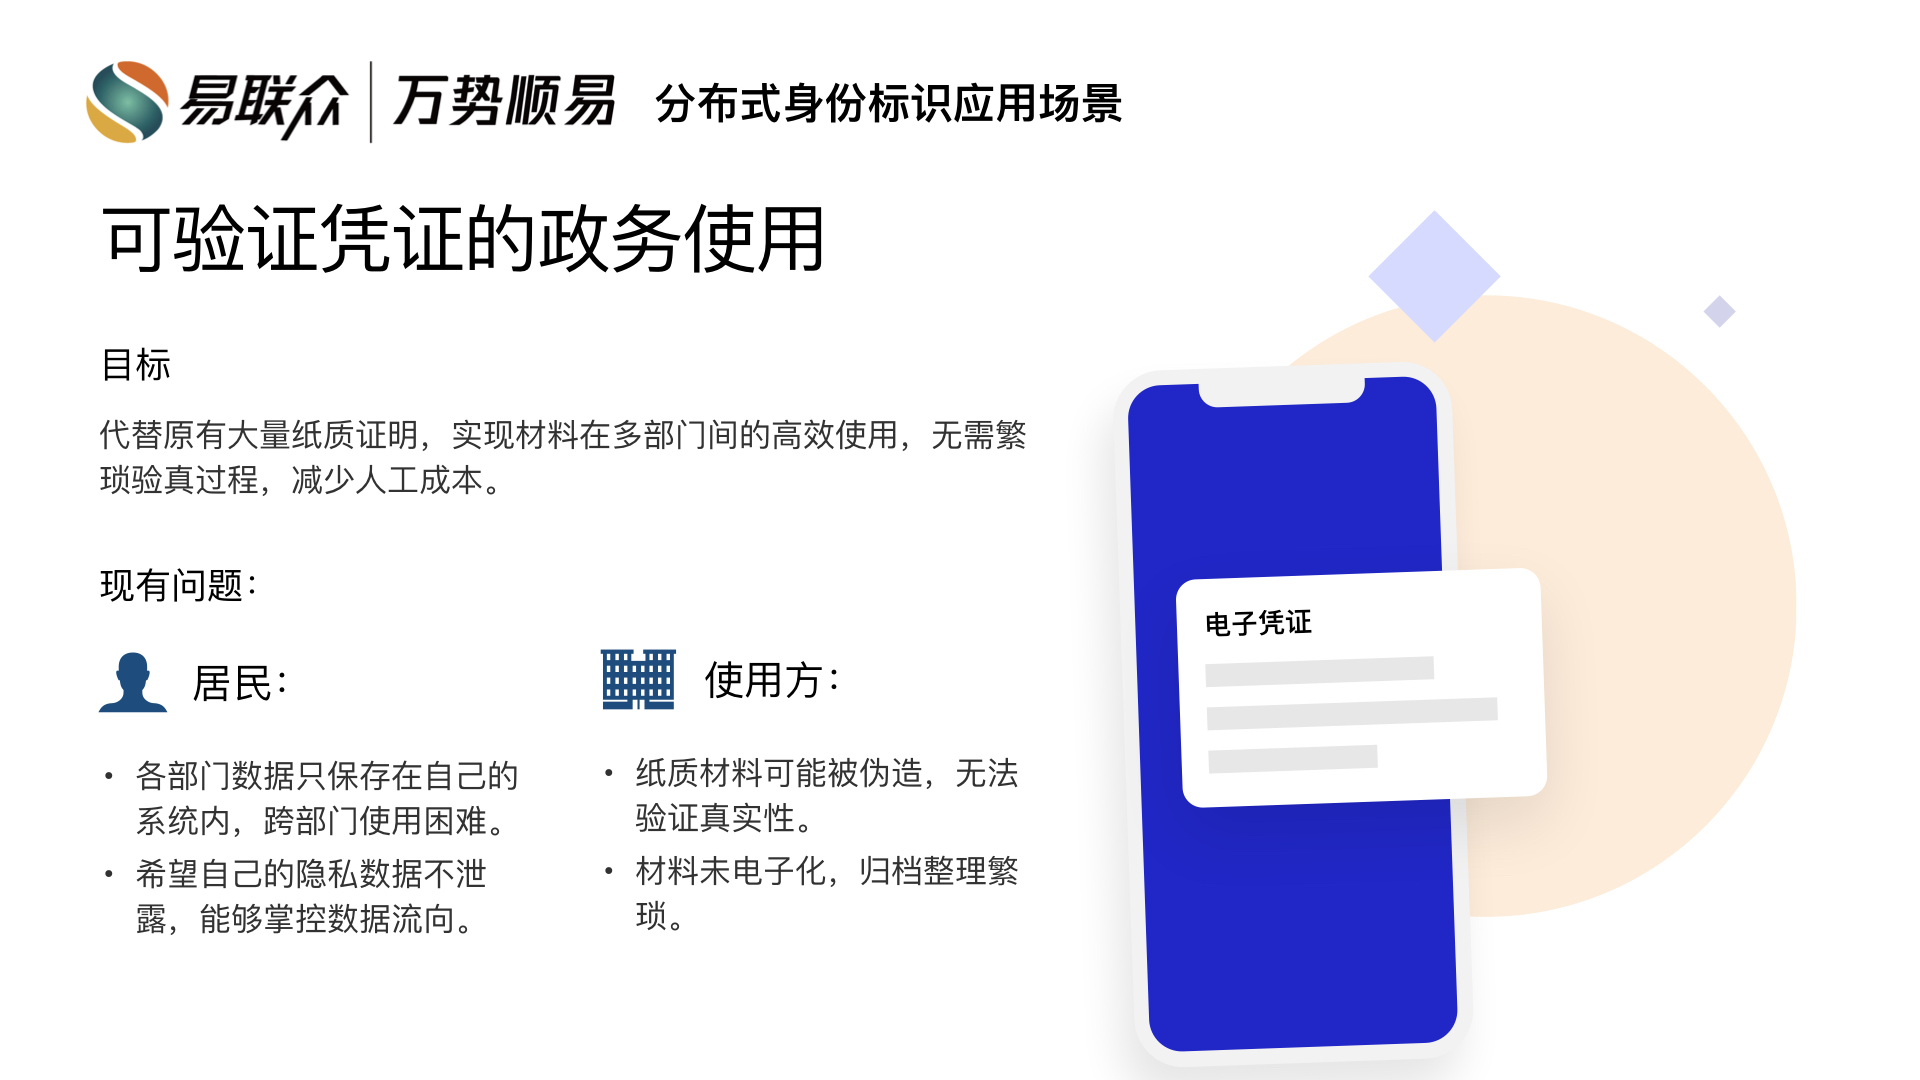 易联众 万势顺易 分布式身份标识应用场景
可验证凭证的政务使用
目标
代替原有大量纸质证明，实现材料在多部门间的高效使用，无需繁
琐验真过程，减少人工成本。
现有问题：
居民：
• 各部门数据只保存在自己的
系统内，跨部门使用困难。
• 希望自己的隐私数据不泄
露，能够掌控数据流向。
使用方：
• 纸质材料可能被伪造，无法
验证真实性。
• 材料未电子化，归档整理繁
琐。
电子凭证